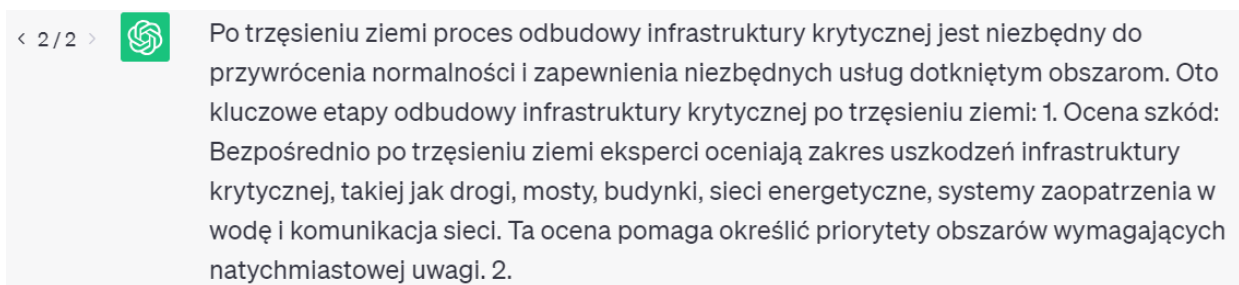 < 2/2 >
Po trzęsieniu ziemi proces odbudowy infrastruktury krytycznej jest niezbędny do
przywrócenia normalności i zapewnienia niezbędnych usług dotkniętym obszarom. Oto
kluczowe etapy odbudowy infrastruktury krytycznej po trzęsieniu ziemi: 1. Ocena szkód:
Bezpośrednio po trzęsieniu ziemi eksperci oceniają zakres uszkodzeń infrastruktury
krytycznej, takiej jak drogi, mosty, budynki, sieci energetyczne, systemy zaopatrzenia w
wodę i komunikacja sieci. Ta ocena pomaga określić priorytety obszarów wymagających
natychmiastowej uwagi. 2.